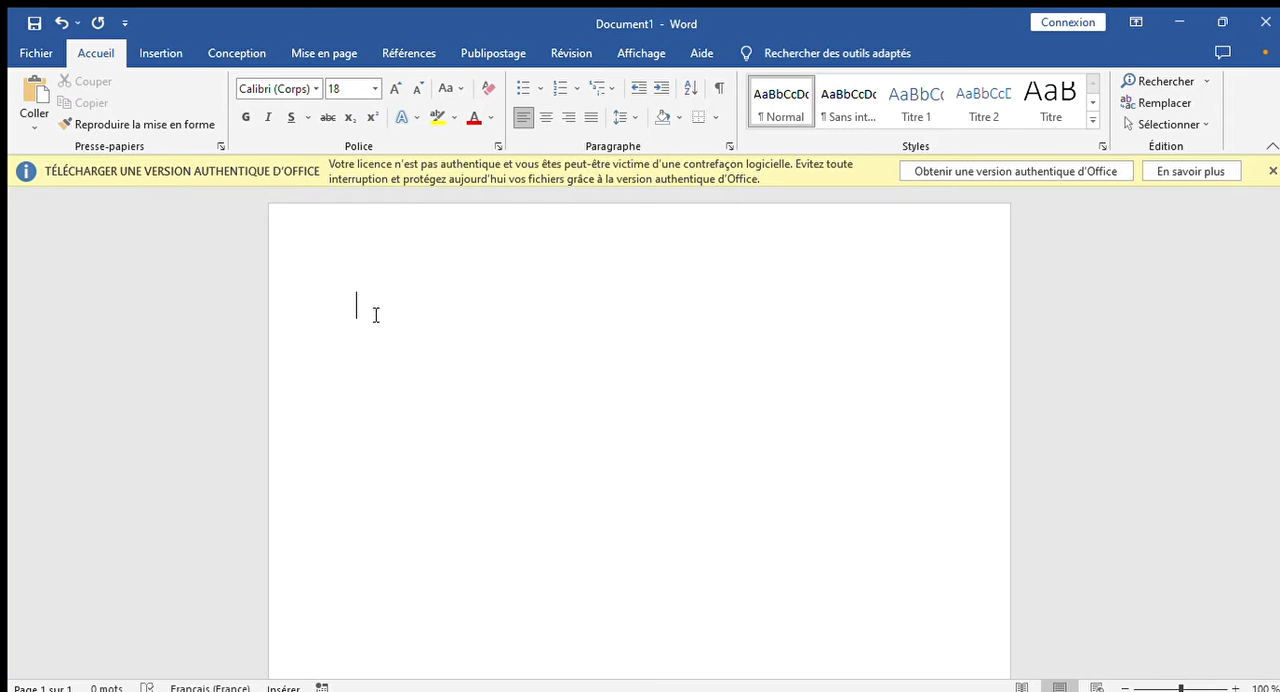 Document1 - Word
Connexion
Fichier Accueil Insertion Conception Mise en page Références Publipostage Révision Affichage Aide Rechercher des outils adaptés
Coller
Couper
Copier
Reproduire la mise en forme
Presse-papiers
Calibri (Corps) 18 Aa
G I S abc x₂ x² A ab A
Police
Paragraphe
AaBbCcDc AaBbCcDc AaBbCc AaBbCcE AaB
¶ Normal ¶ Sans int... Titre 1 Titre 2 Titre
Styles
Rechercher
Remplacer
Sélectionner
Édition
TÉLÉCHARGER UNE VERSION AUTHENTIQUE D'OFFICE
Votre licence n'est pas authentique et vous êtes peut-être victime d'une contrefaçon logicielle. Evitez toute
interruption et protégez aujourd'hui vos fichiers grâce à la version authentique d'Office.
Obtenir une version authentique d'Office
En savoir plus
Page 1 sur 1 0 mots Français (France) Insérer 100 %